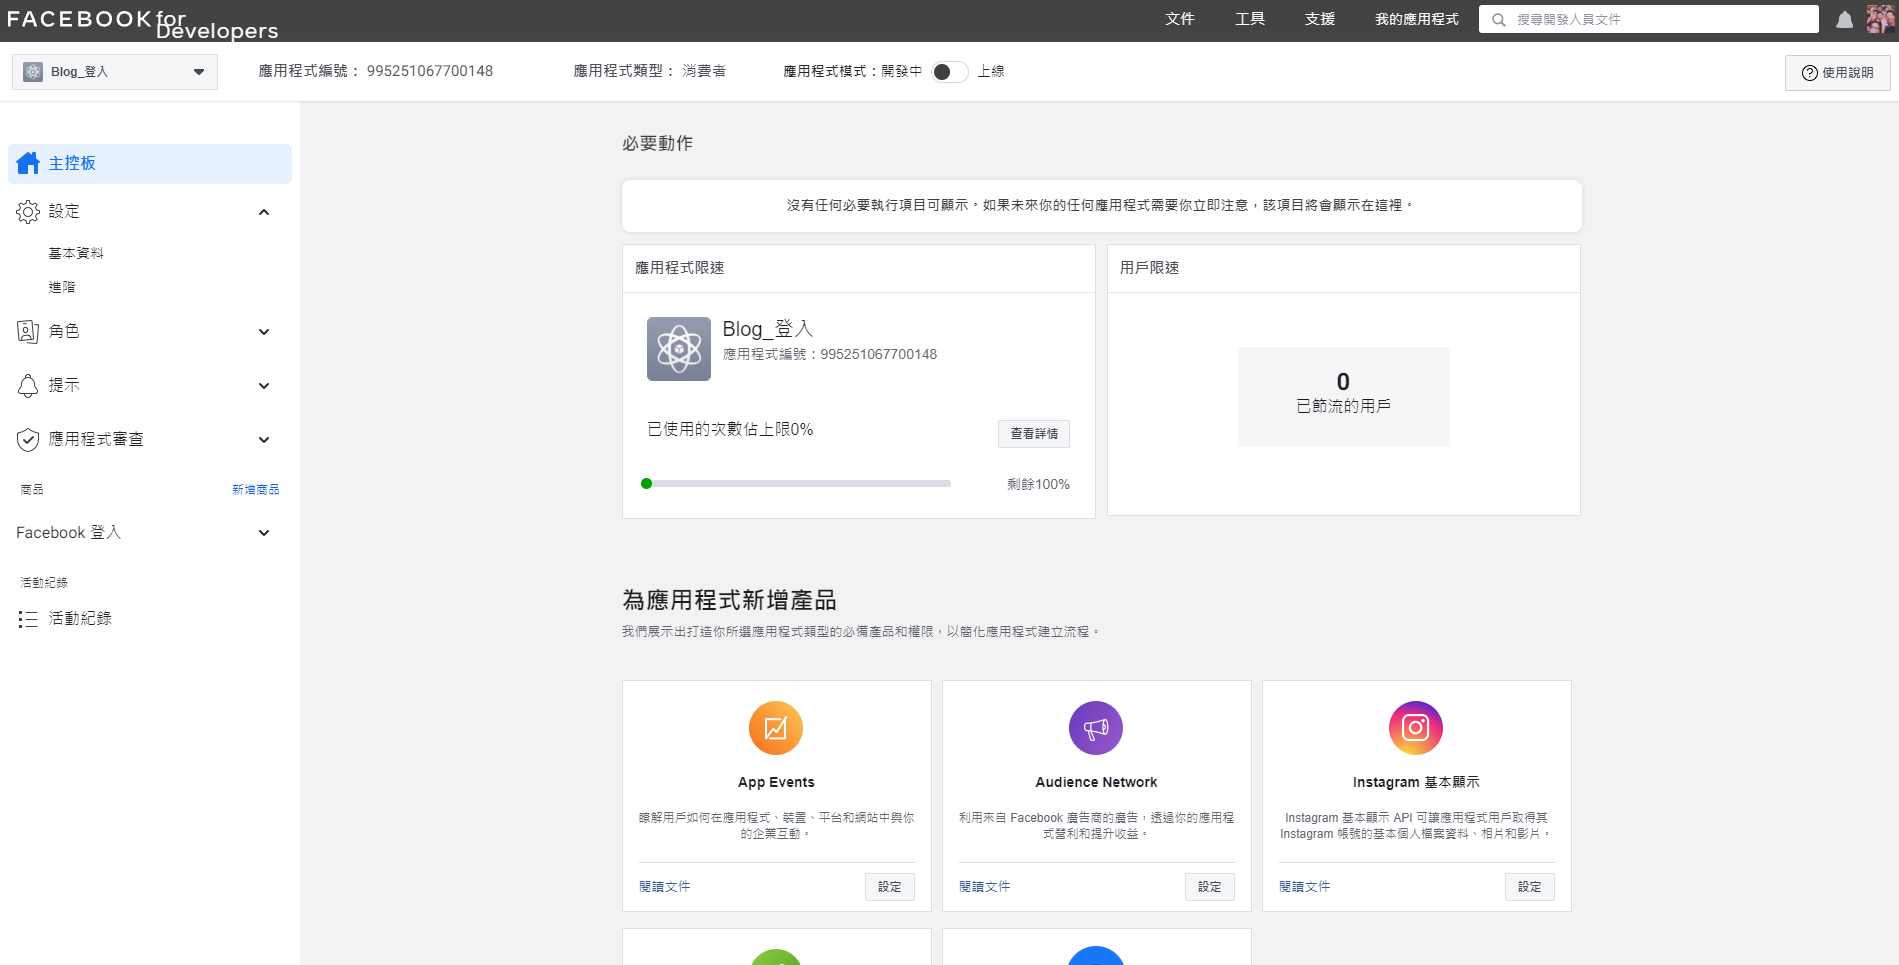 FACEBOOK for Developers
文件
工具
支援
我的應用程式
搜尋開發人員文件
Blog_登入
應用程式編號： 995251067700148
應用程式類型： 消費者
應用程式模式：開發中
上線
使用說明
主控板
設定
基本資料
進階
角色
提示
應用程式審查
商品
新增商品
Facebook 登入
活動紀錄
活動紀錄
必要動作
沒有任何必要執行項目可顯示。如果未來你的任何應用程式需要你立即注意，該項目將會顯示在這裡。
應用程式限速
Blog_登入
應用程式編號：995251067700148
已使用的次數佔上限0%
查看詳情
剩餘100%
用戶限速
0
已節流的用戶
為應用程式新增產品
我們展示出打造你所選應用程式類型的必備產品和權限，以簡化應用程式建立流程。
App Events
瞭解用戶如何在應用程式、裝置、平台和網站中與你
的企業互動。
閱讀文件
設定
Audience Network
利用來自 Facebook 廣告商的廣告，透過你的應用程
式營利和提升收益。
閱讀文件
設定
Instagram 基本顯示
Instagram 基本顯示 API 可讓應用程式用戶取得其
Instagram 帳號的基本個人檔案資料、相片和影片。
閱讀文件
設定